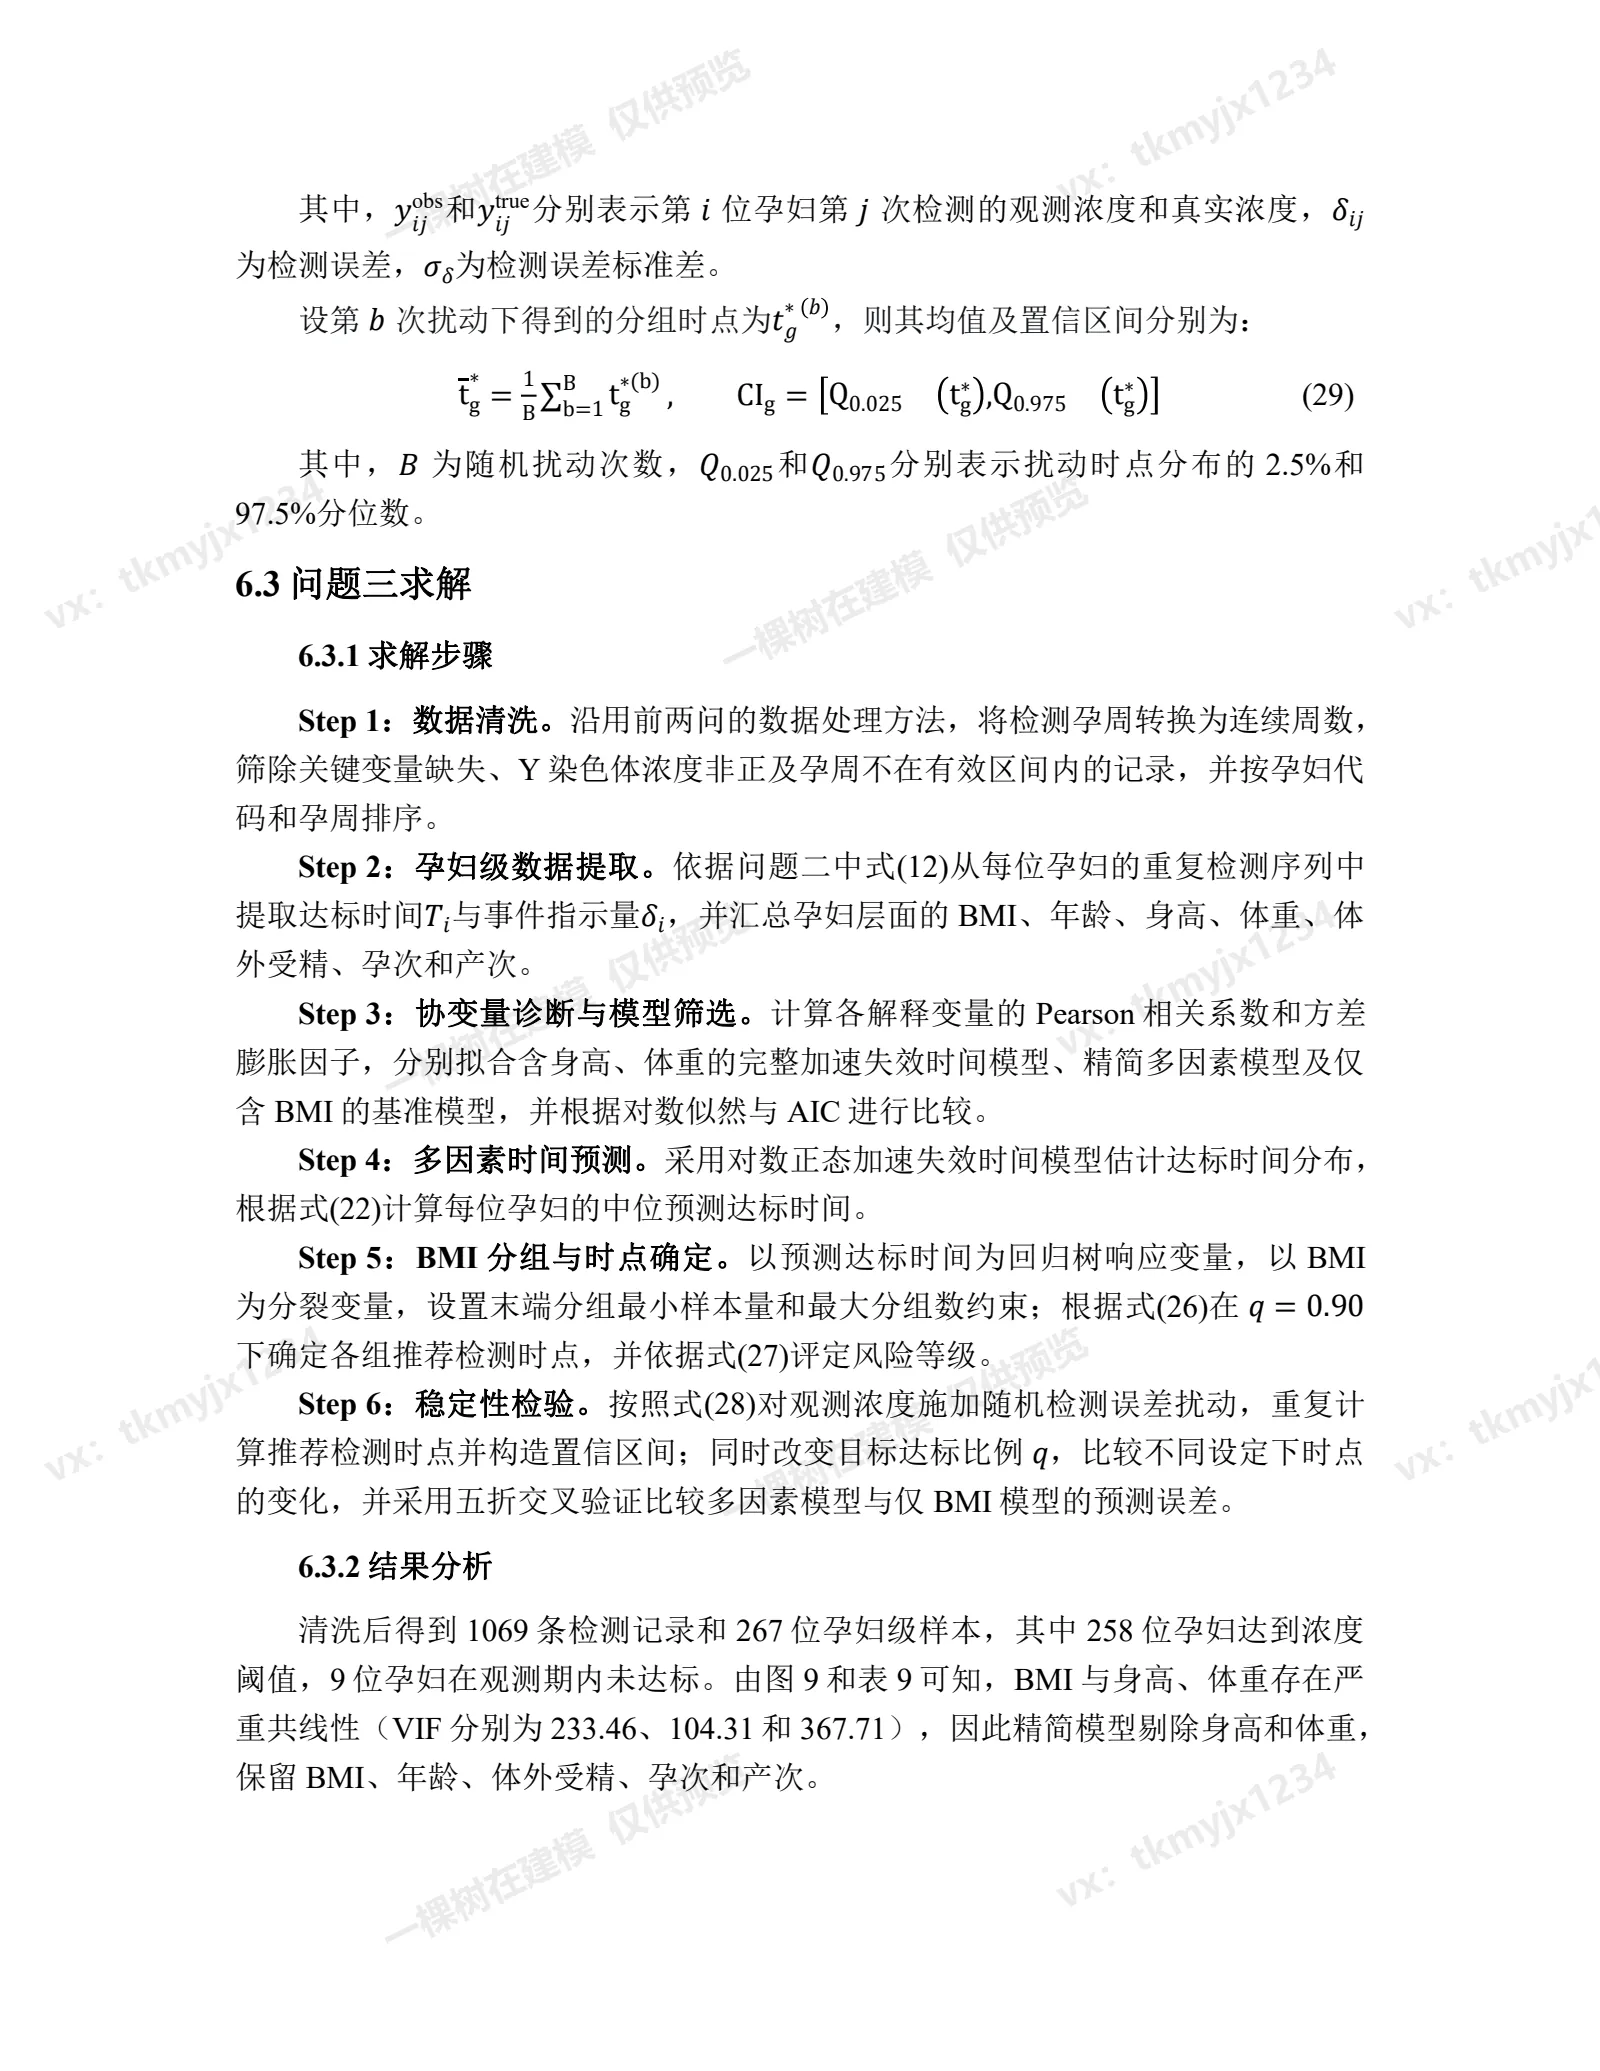 其中，y_{ij}^{obs}和y_{ij}^{true}分别表示第 i 位孕妇第 j 次检测的观测浓度和真实浓度，δ_{ij}
为检测误差，σ_δ为检测误差标准差。
设第 b 次扰动下得到的分组时点为t_g^{*(b)}，则其均值及置信区间分别为：
\bar{t}_g^* = \frac{1}{B}∑_{b=1}^{B} t_g^{*(b)} ,  CI_g = [Q_{0.025} (t_g^*),Q_{0.975} (t_g^*)] (29)
其中，B 为随机扰动次数，Q_{0.025}和Q_{0.975}分别表示扰动时点分布的 2.5%和
97.5%分位数。
6.3 问题三求解
6.3.1 求解步骤
Step 1：数据清洗。沿用前两问的数据处理方法，将检测孕周转换为连续周数，
筛除关键变量缺失、Y 染色体浓度非正及孕周不在有效区间内的记录，并按孕妇代
码和孕周排序。
Step 2：孕妇级数据提取。依据问题二中式(12)从每位孕妇的重复检测序列中
提取达标时间T_i与事件指示量δ_i，并汇总孕妇层面的 BMI、年龄、身高、体重、体
外受精、孕次和产次。
Step 3：协变量诊断与模型筛选。计算各解释变量的 Pearson 相关系数和方差
膨胀因子，分别拟合含身高、体重的完整加速失效时间模型、精简多因素模型及仅
含 BMI 的基准模型，并根据对数似然与 AIC 进行比较。
Step 4：多因素时间预测。采用对数正态加速失效时间模型估计达标时间分布，
根据式(22)计算每位孕妇的中位预测达标时间。
Step 5：BMI 分组与时点确定。以预测达标时间为回归树响应变量，以 BMI
为分裂变量，设置末端分组最小样本量和最大分组数约束；根据式(26)在 q = 0.90
下确定各组推荐检测时点，并依据式(27)评定风险等级。
Step 6：稳定性检验。按照式(28)对观测浓度施加随机检测误差扰动，重复计
算推荐检测时点并构造置信区间；同时改变目标达标比例 q，比较不同设定下时点
的变化，并采用五折交叉验证比较多因素模型与仅 BMI 模型的预测误差。
6.3.2 结果分析
清洗后得到 1069 条检测记录和 267 位孕妇级样本，其中 258 位孕妇达到浓度
阈值，9 位孕妇在观测期内未达标。由图 9 和表 9 可知，BMI 与身高、体重存在严
重共线性（VIF 分别为 233.46、104.31 和 367.71），因此精简模型剔除身高和体重，
保留 BMI、年龄、体外受精、孕次和产次。
一棵树在建模 仅供预览
vx：tkmyjx1234